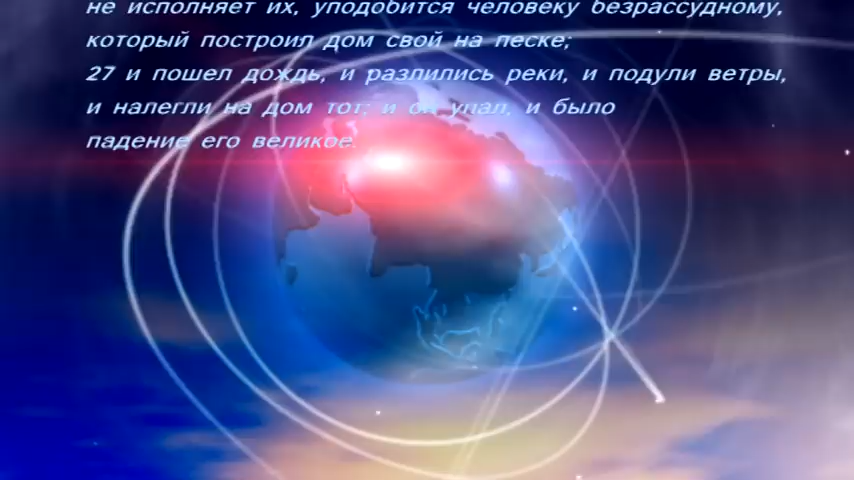 не исполняет их, уподобится человеку безрассудному,
который построил дом свой на песке;
27 и пошел дождь, и разлились реки, и подули ветры,
и налегли на дом тот; и он упал, и было
падение его великое.